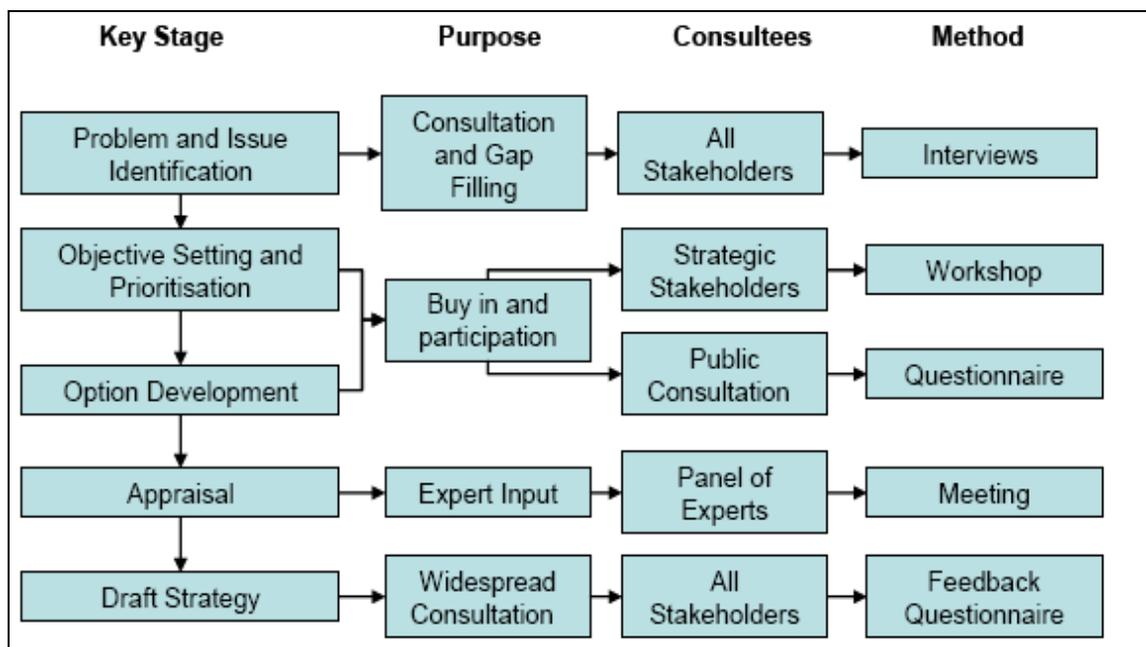 Key Stage
Purpose
Consultees
Method
Problem and Issue
Identification
Consultation
and Gap
Filling
All
Stakeholders
Interviews
Objective Setting and
Prioritisation
Buy in and
participation
Strategic
Stakeholders
Workshop
Option Development
Public
Consultation
Questionnaire
Appraisal
Expert Input
Panel of
Experts
Meeting
Draft Strategy
Widespread
Consultation
All
Stakeholders
Feedback
Questionnaire